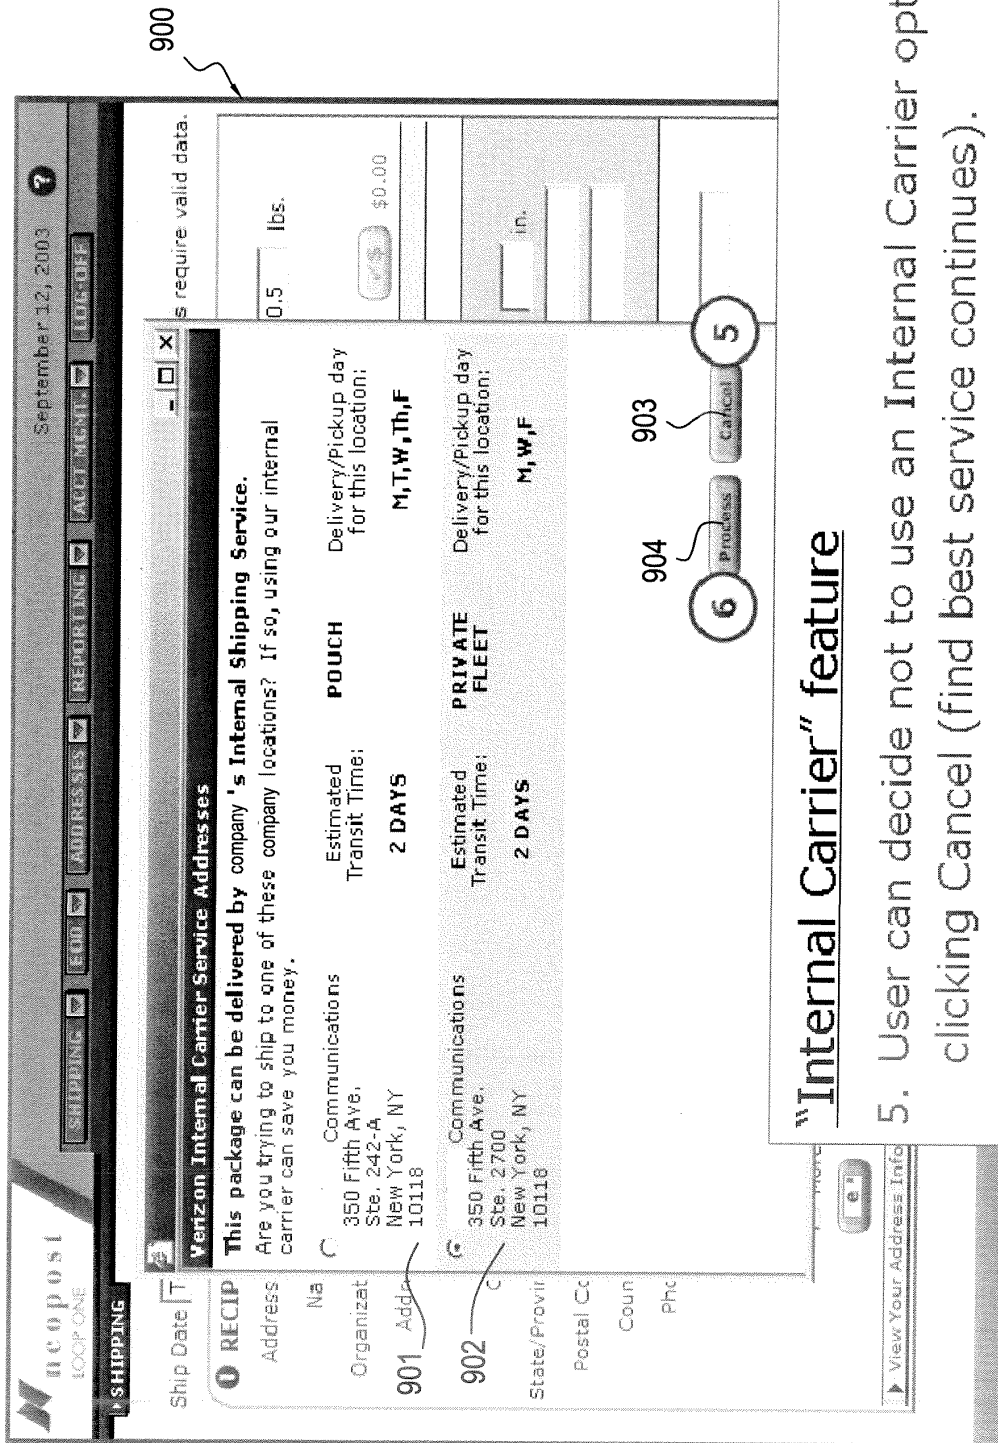 neopost
LOOP ONE
September 12, 2003
?
SHIPPING EOD ADDRESSES REPORTING ACCT MGMT. LOG-OFF
SHIPPING
Ship Date T
s require valid data.
1 RECIP
Address
Na
Organizat
Addr
C
State/Provir
Postal Cc
Coun
Phc
0.5 lbs.
$ $0.00
in.
Verizon Internal Carrier Service Addresses
This package can be delivered by company 's Internal Shipping Service.
Are you trying to ship to one of these company locations? If so, using our internal
carrier can save you money.
Communications
350 Fifth Ave.
Ste. 242-A
New York, NY
10118
Estimated
Transit Time:
2 DAYS
POUCH
Delivery/Pickup day
for this location:
M,T,W,Th,F
Communications
350 Fifth Ave.
Ste. 2700
New York, NY
10118
Estimated
Transit Time:
2 DAYS
PRIVATE
FLEET
Delivery/Pickup day
for this location:
M,W,F
6 Process Cancel 5
900
901
902
903
904
View Your Address Info
"Internal Carrier" feature
5. User can decide not to use an Internal Carrier opt
clicking Cancel (find best service continues).